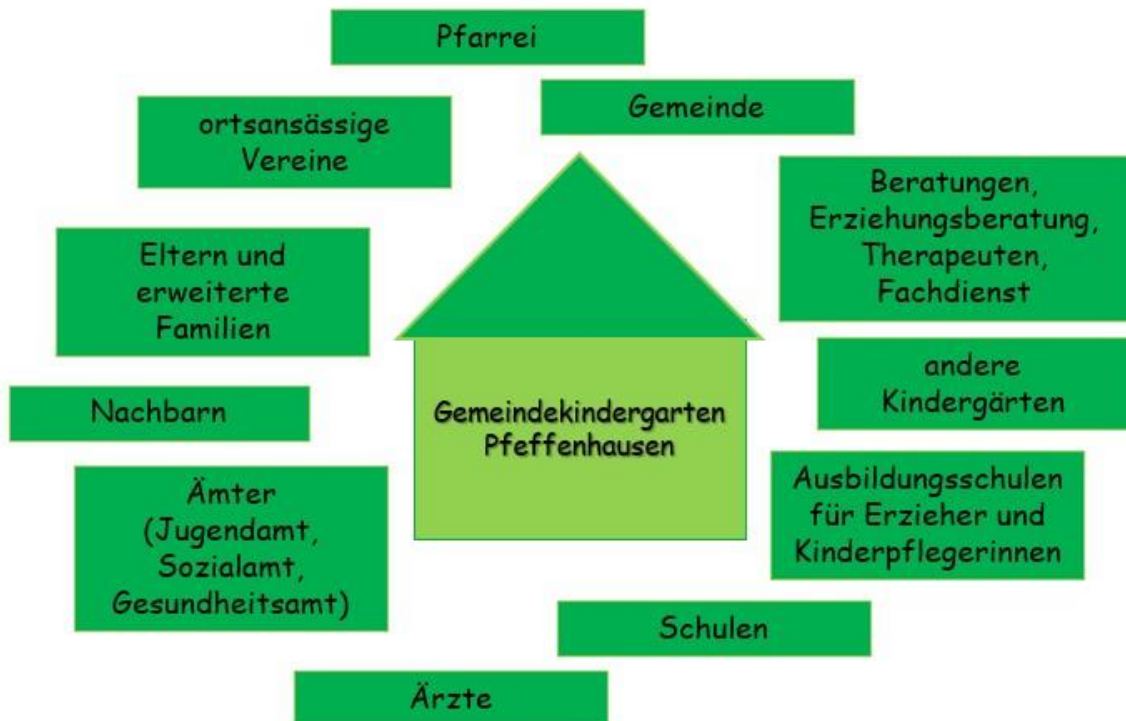 Pfarrei
Gemeinde
ortsansässige
Vereine
Beratungen,
Erziehungsberatung,
Therapeuten,
Fachdienst
Eltern und
erweiterte
Familien
andere
Kindergärten
Nachbarn
Gemeindekindergarten
Pfeffenhausen
Ausbildungsschulen
für Erzieher und
Kinderpflegerinnen
Ämter
(Jugendamt,
Sozialamt,
Gesundheitsamt)
Schulen
Ärzte